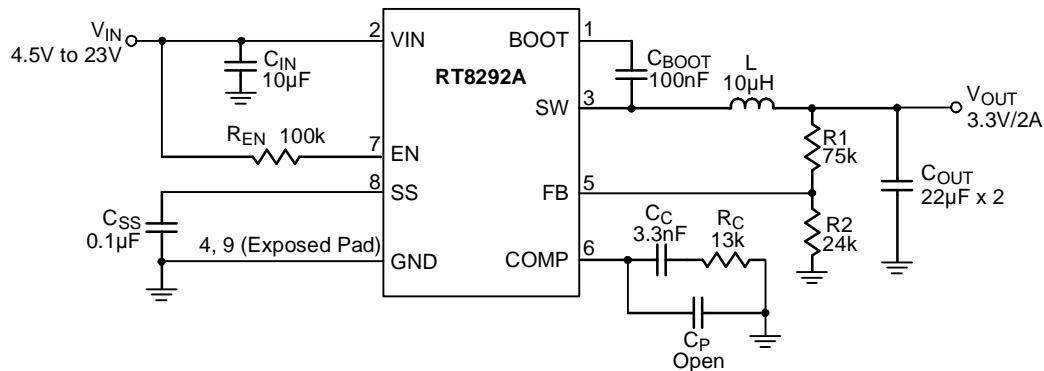 VIN
4.5V to 23V
CIN
10µF
REN 100k
CSS
0.1µF
4, 9 (Exposed Pad)
2
7
8
VIN
EN
SS
GND
RT8292A
BOOT
SW
FB
COMP
1
3
5
6
CBOOT
100nF
L
10µH
VOUT
3.3V/2A
R1
75k
COUT
22µF x 2
R2
24k
CC
3.3nF
RC
13k
CP
Open